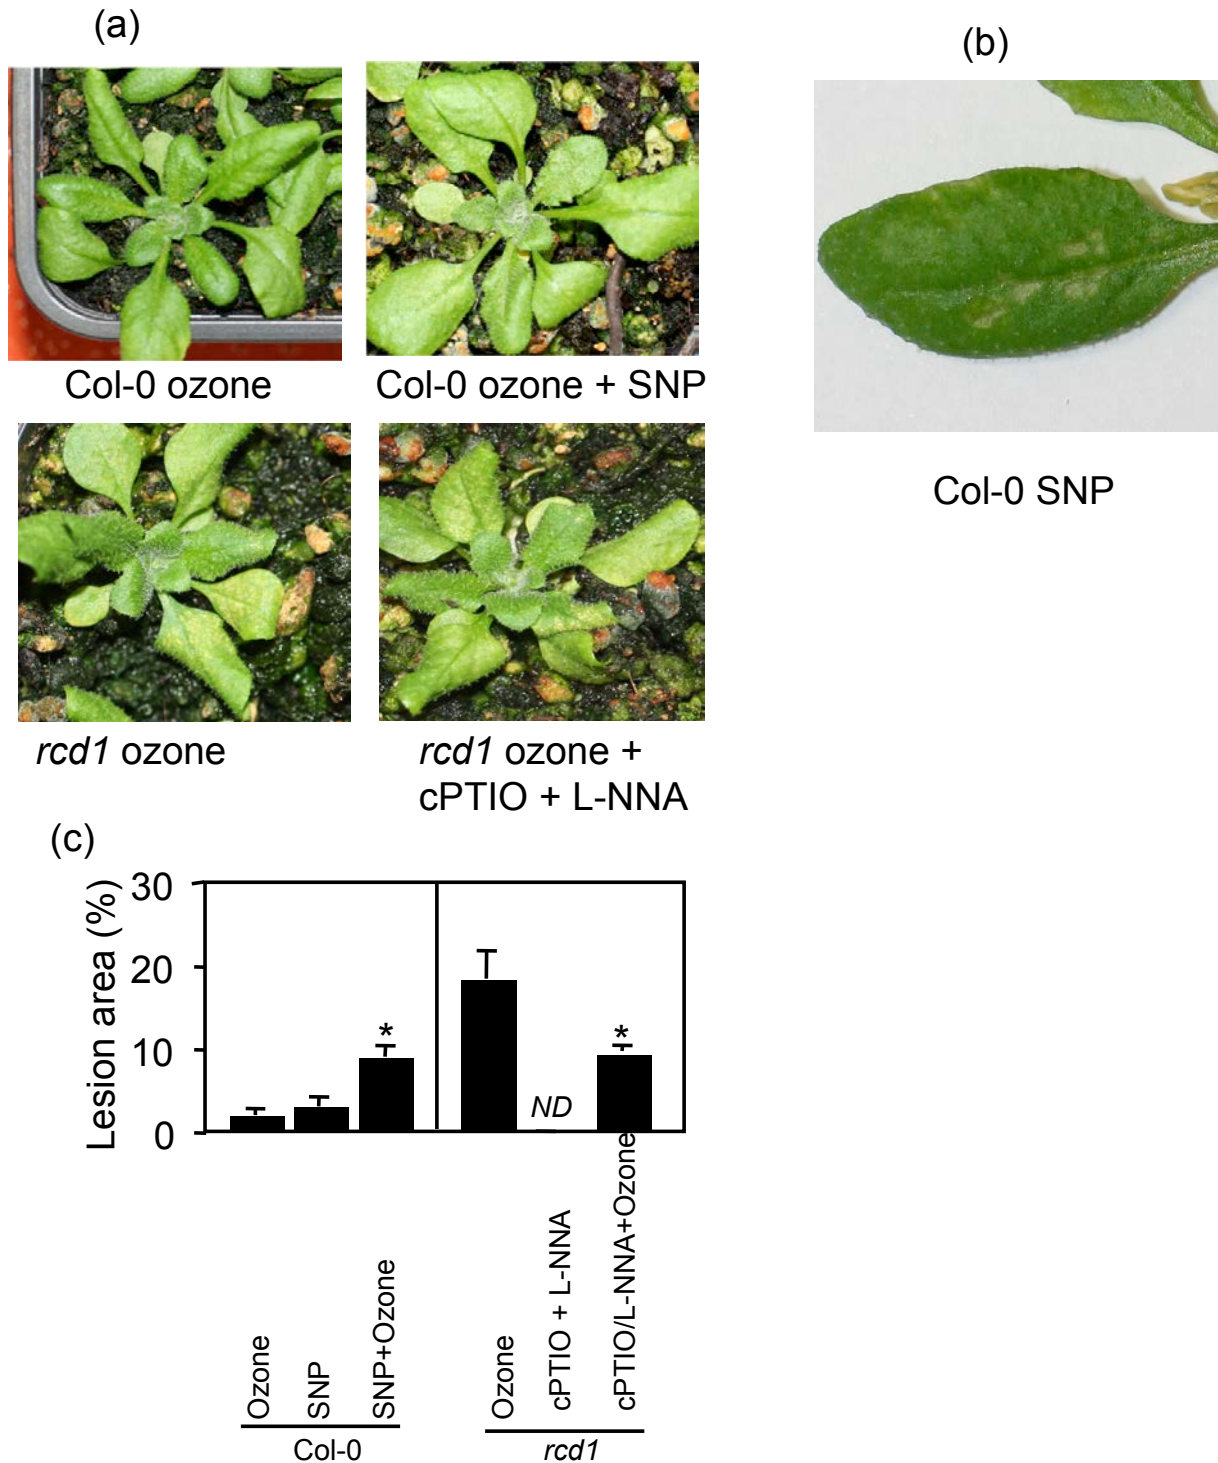 (a)
(b)
Col-0 ozone
Col-0 ozone + SNP
Col-0 SNP
rcd1 ozone
rcd1 ozone +
cPTIO + L-NNA
(c)
Lesion area (%)
30
20
10
0
*
ND
*
Ozone
SNP
SNP+Ozone
Ozone
cPTIO + L-NNA
cPTIO/L-NNA+Ozone
Col-0
rcd1